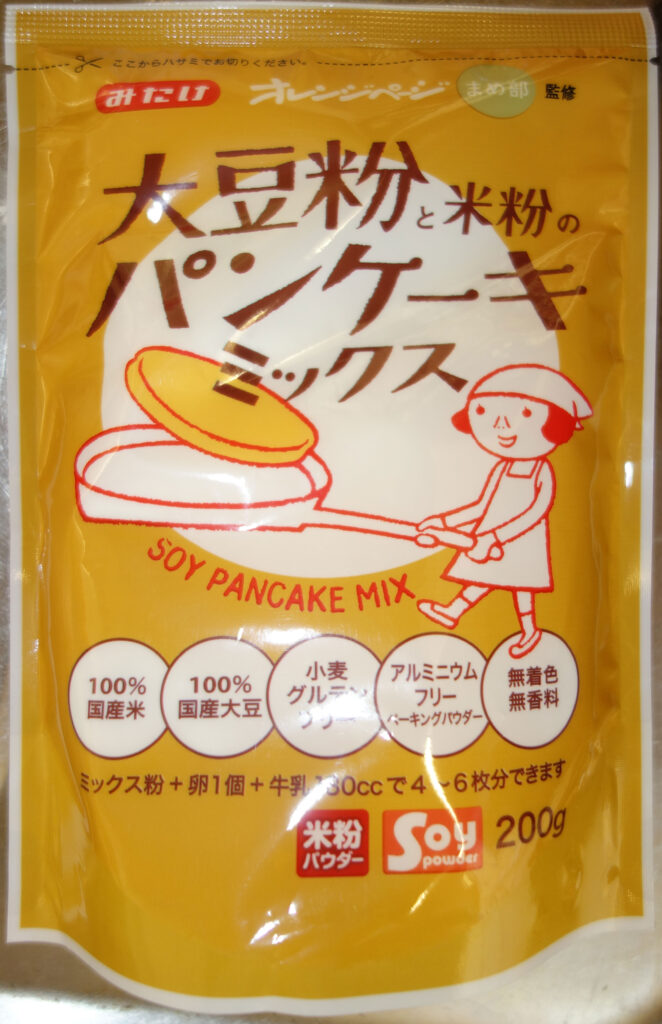 ここからハサミでお切りください。
みたけ オレンジページ まめ部 監修
大豆粉と米粉の
パンケーキ
ミックス
SOY PANCAKE MIX
100%
国産米
100%
国産大豆
小麦
グルテン
フリー
アルミニウム
フリー
ベーキングパウダー
無着色
無香料
ミックス粉+卵1個+牛乳130ccで4〜6枚分できます
米粉
パウダー
Soy
powder
200g